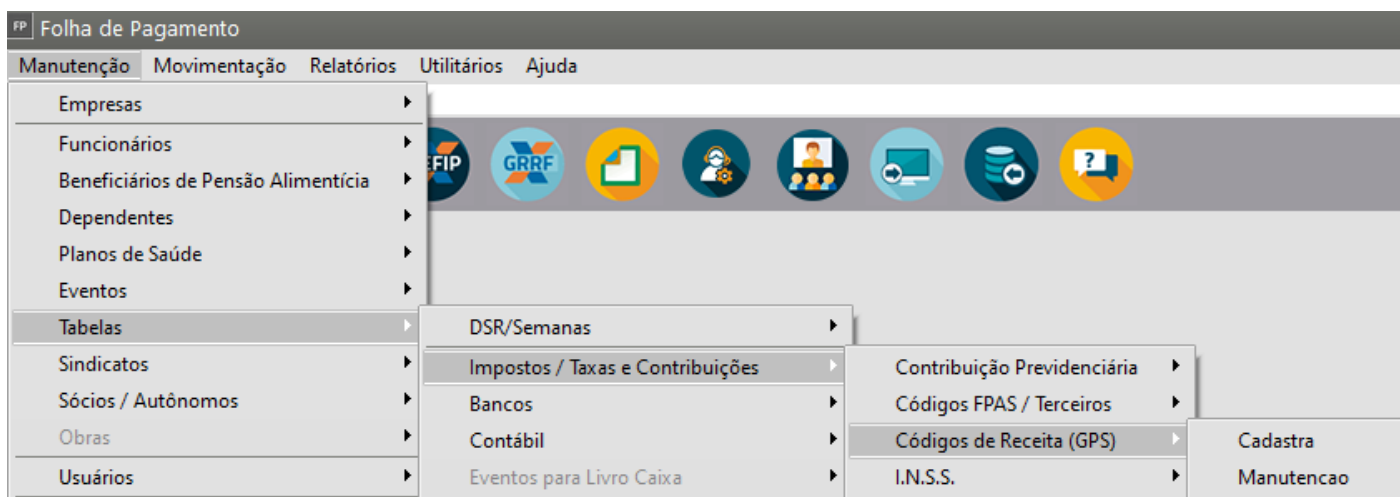 FP Folha de Pagamento
Manutenção Movimentação Relatórios Utilitários Ajuda
Empresas
Funcionários
Beneficiários de Pensão Alimentícia
Dependentes
Planos de Saúde
Eventos
Tabelas
Sindicatos
Sócios / Autônomos
Obras
Usuários
GRRF
?
DSR/Semanas
Impostos / Taxas e Contribuições
Bancos
Contábil
Eventos para Livro Caixa
Contribuição Previdenciária
Códigos FPAS / Terceiros
Códigos de Receita (GPS)
I.N.S.S.
Cadastra
Manutencao